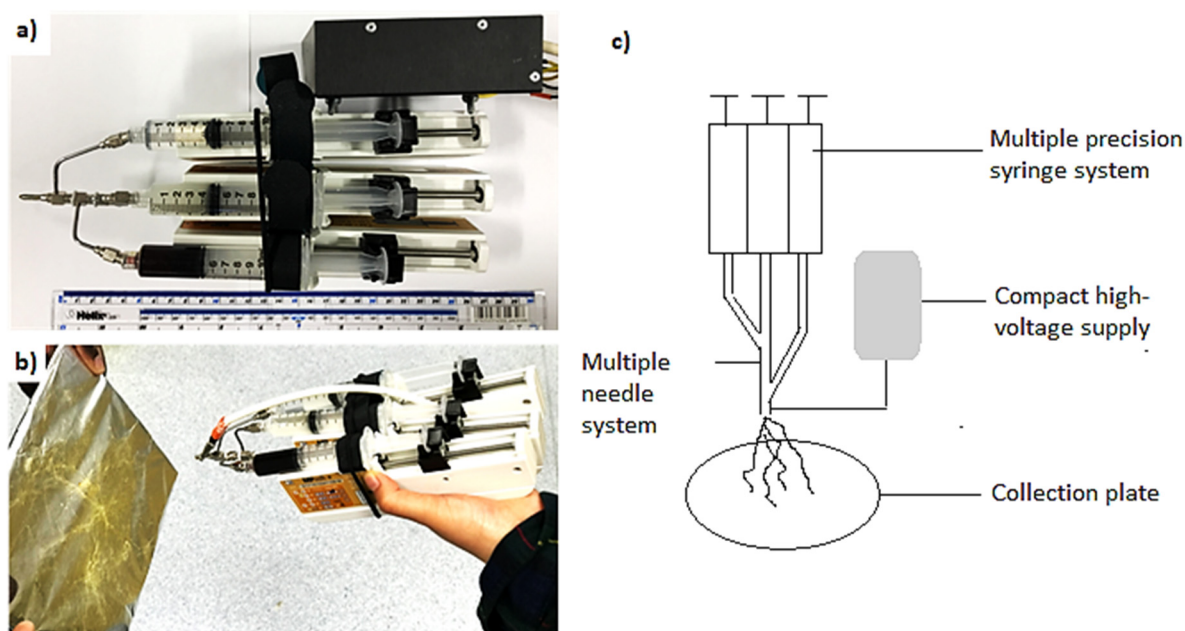 a)
b)
c)
Helix
Multiple precision
syringe system
Compact high-
voltage supply
Multiple
needle
system
Collection plate